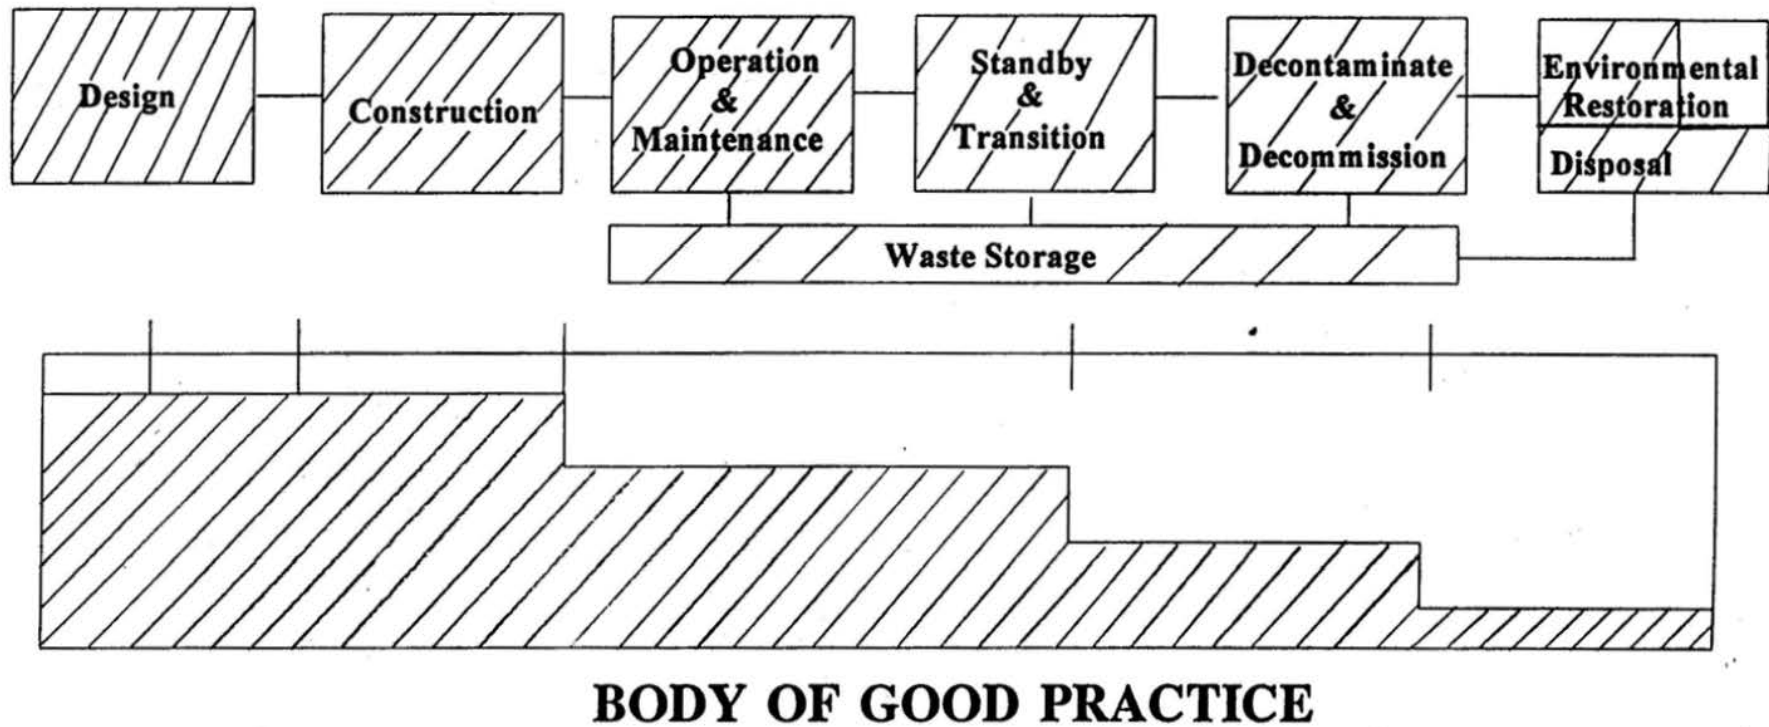 Design
Construction
Operation
&
Maintenance
Standby
&
Transition
Decontaminate
&
Decommission
Environmental
Restoration
Disposal
Waste Storage
BODY OF GOOD PRACTICE